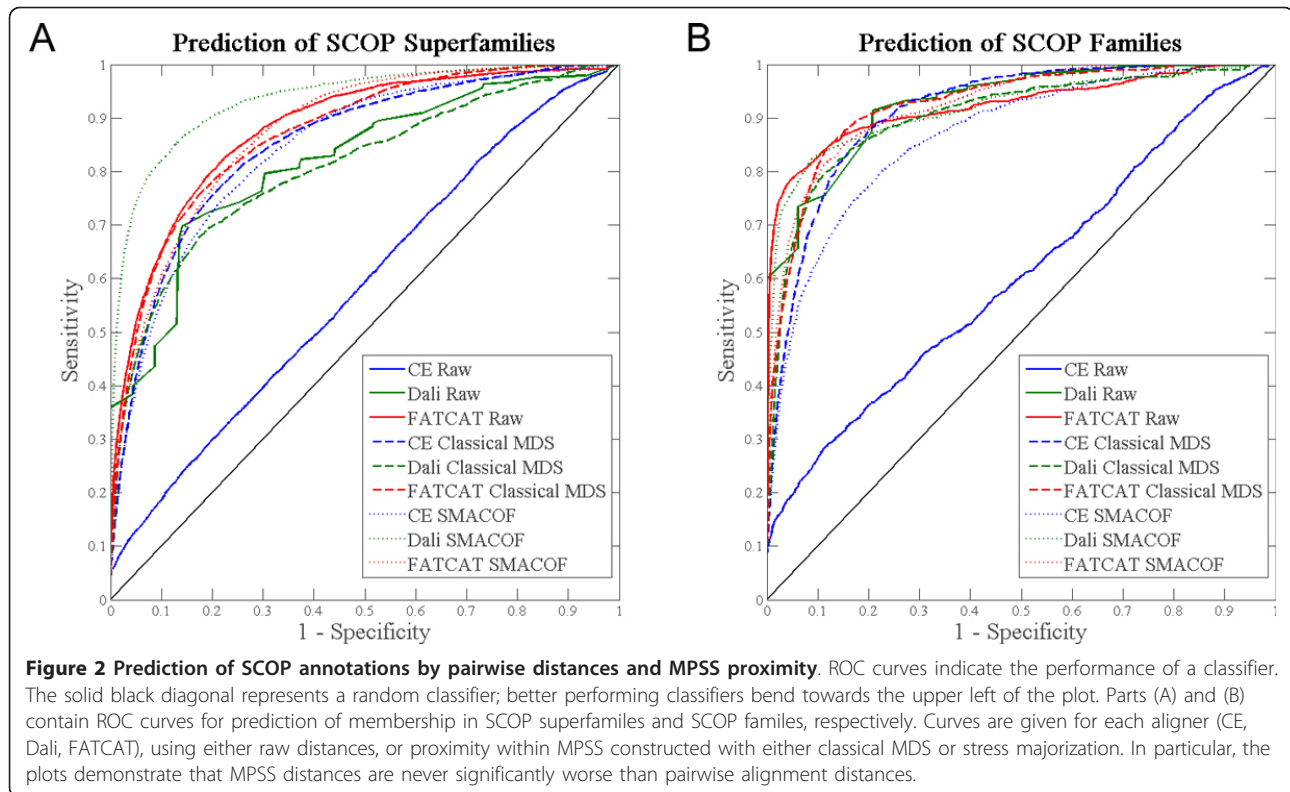 A
Prediction of SCOP Superfamilies
Sensitivity
1
0.9
0.8
0.7
0.6
0.5
0.4
0.3
0.2
0.1
0
0 0.1 0.2 0.3 0.4 0.5 0.6 0.7 0.8 0.9 1
1 - Specificity
CE Raw
Dali Raw
FATCAT Raw
CE Classical MDS
Dali Classical MDS
FATCAT Classical MDS
CE SMACOF
Dali SMACOF
FATCAT SMACOF
B
Prediction of SCOP Families
Sensitivity
1
0.9
0.8
0.7
0.6
0.5
0.4
0.3
0.2
0.1
0
0 0.1 0.2 0.3 0.4 0.5 0.6 0.7 0.8 0.9 1
1 - Specificity
CE Raw
Dali Raw
FATCAT Raw
CE Classical MDS
Dali Classical MDS
FATCAT Classical MDS
CE SMACOF
Dali SMACOF
FATCAT SMACOF
Figure 2 Prediction of SCOP annotations by pairwise distances and MPSS proximity. ROC curves indicate the performance of a classifier.
The solid black diagonal represents a random classifier; better performing classifiers bend towards the upper left of the plot. Parts (A) and (B)
contain ROC curves for prediction of membership in SCOP superfamiles and SCOP familes, respectively. Curves are given for each aligner (CE,
Dali, FATCAT), using either raw distances, or proximity within MPSS constructed with either classical MDS or stress majorization. In particular, the
plots demonstrate that MPSS distances are never significantly worse than pairwise alignment distances.